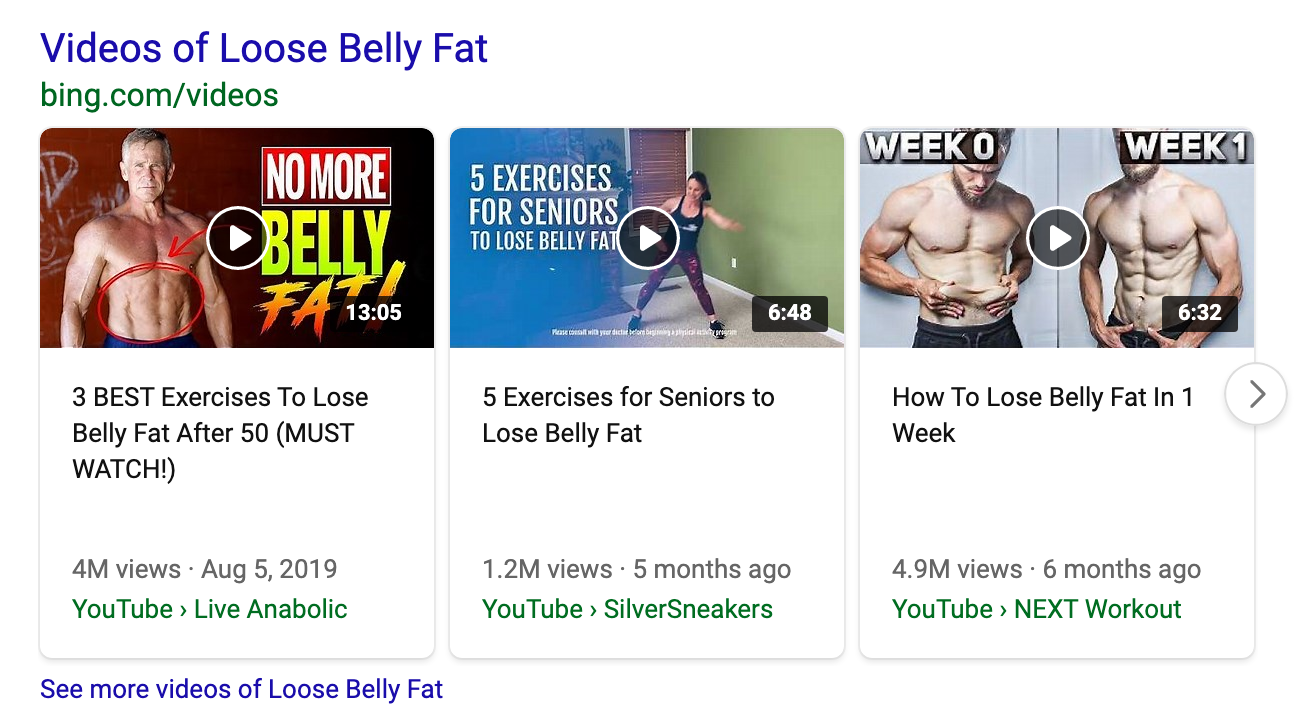 Videos of Loose Belly Fat
bing.com/videos
NO MORE
BELLY
FAT!
13:05
5 EXERCISES
FOR SENIORS
TO LOSE BELLY FAT
Please consult with your doctor before beginning a physical activity program
6:48
WEEK 0
WEEK 1
6:32
3 BEST Exercises To Lose
Belly Fat After 50 (MUST
WATCH!)
4M views · Aug 5, 2019
YouTube › Live Anabolic
5 Exercises for Seniors to
Lose Belly Fat
1.2M views · 5 months ago
YouTube › SilverSneakers
How To Lose Belly Fat In 1
Week
4.9M views · 6 months ago
YouTube › NEXT Workout
See more videos of Loose Belly Fat